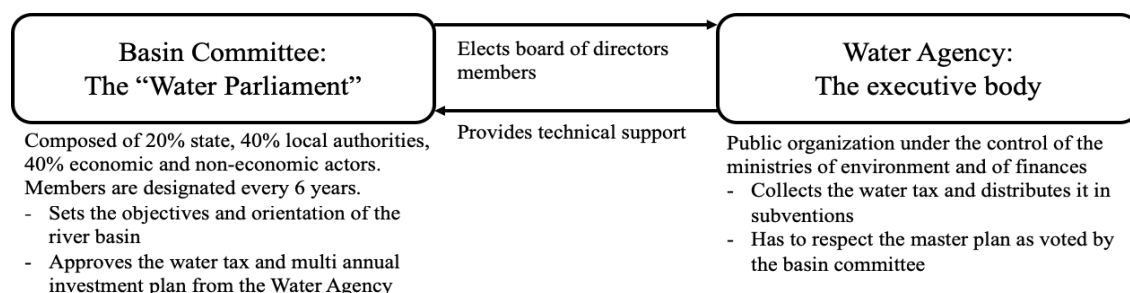 Basin Committee:
The “Water Parliament”
Elects board of directors
members
Provides technical support
Water Agency:
The executive body
Composed of 20% state, 40% local authorities,
40% economic and non-economic actors.
Members are designated every 6 years.
- Sets the objectives and orientation of the
river basin
- Approves the water tax and multi annual
investment plan from the Water Agency
Public organization under the control of the
ministries of environment and of finances
- Collects the water tax and distributes it in
subventions
- Has to respect the master plan as voted by
the basin committee